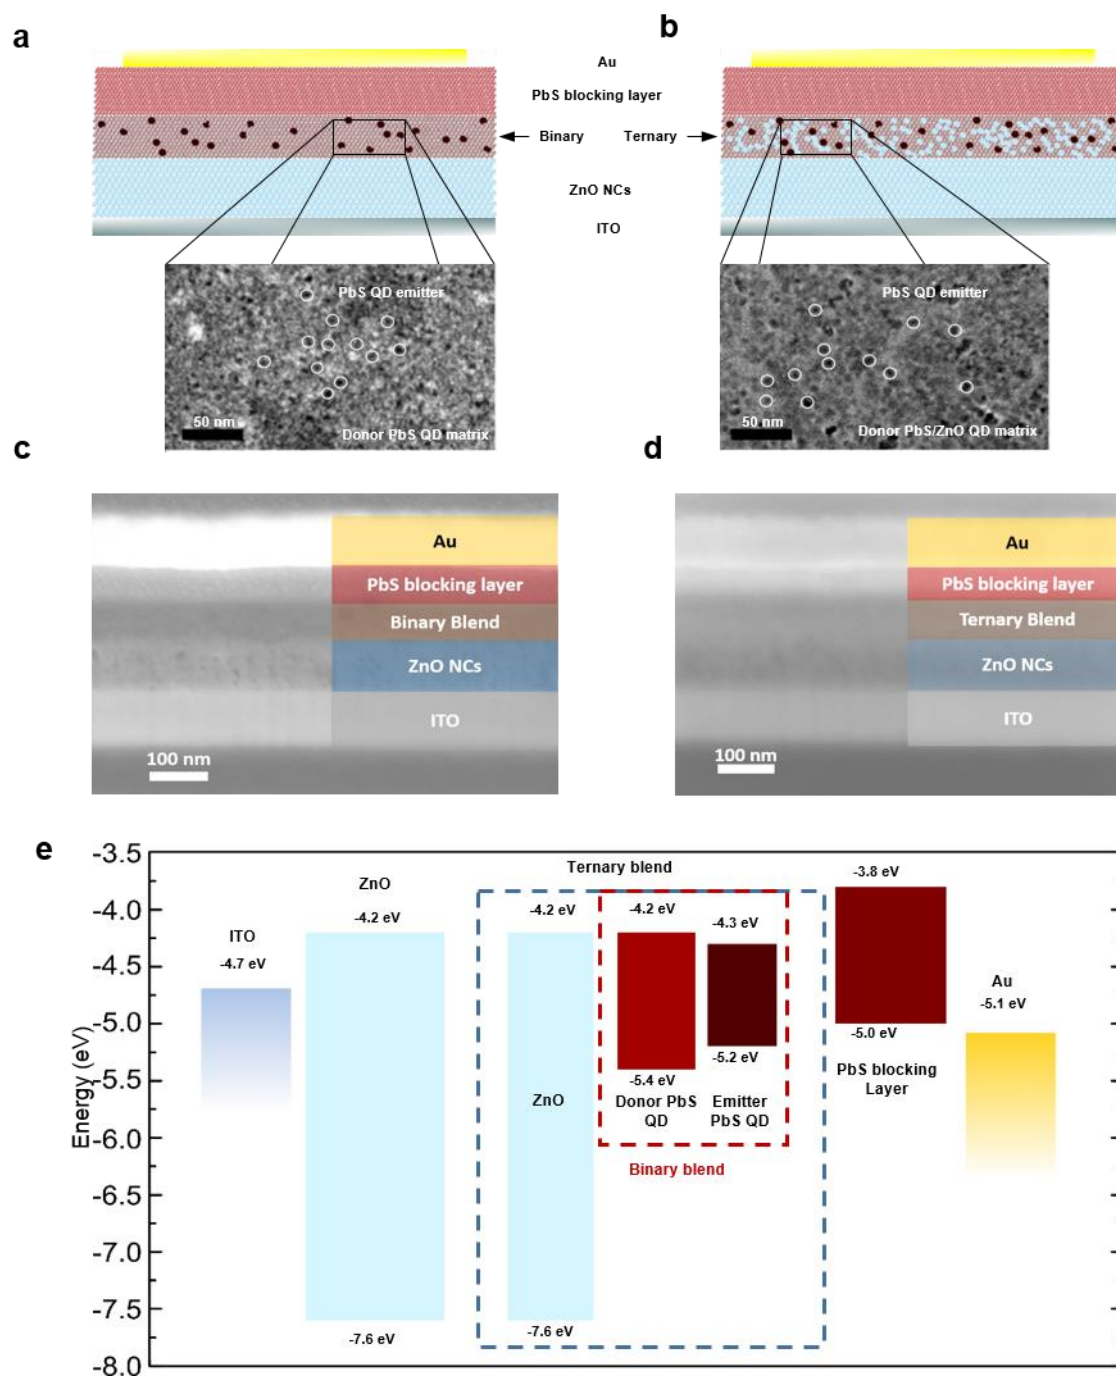 a
b
Au
PbS blocking layer
Binary
Ternary
ZnO NCs
ITO
PbS QD emitter
50 nm
Donor PbS QD matrix
PbS QD emitter
50 nm
Donor PbS/ZnO QD matrix
c
d
Au
PbS blocking layer
Binary Blend
ZnO NCs
ITO
100 nm
Au
PbS blocking layer
Ternary Blend
ZnO NCs
ITO
100 nm
e
Energy (eV)
-3.5
-4.0
-4.5
-5.0
-5.5
-6.0
-6.5
-7.0
-7.5
-8.0
ITO
-4.7 eV
ZnO
-4.2 eV
-7.6 eV
Ternary blend
-4.2 eV
ZnO
-7.6 eV
-4.2 eV
-5.4 eV
Donor PbS
QD
-4.3 eV
-5.2 eV
Emitter
PbS QD
Binary blend
-3.8 eV
-5.0 eV
PbS blocking
Layer
Au
-5.1 eV